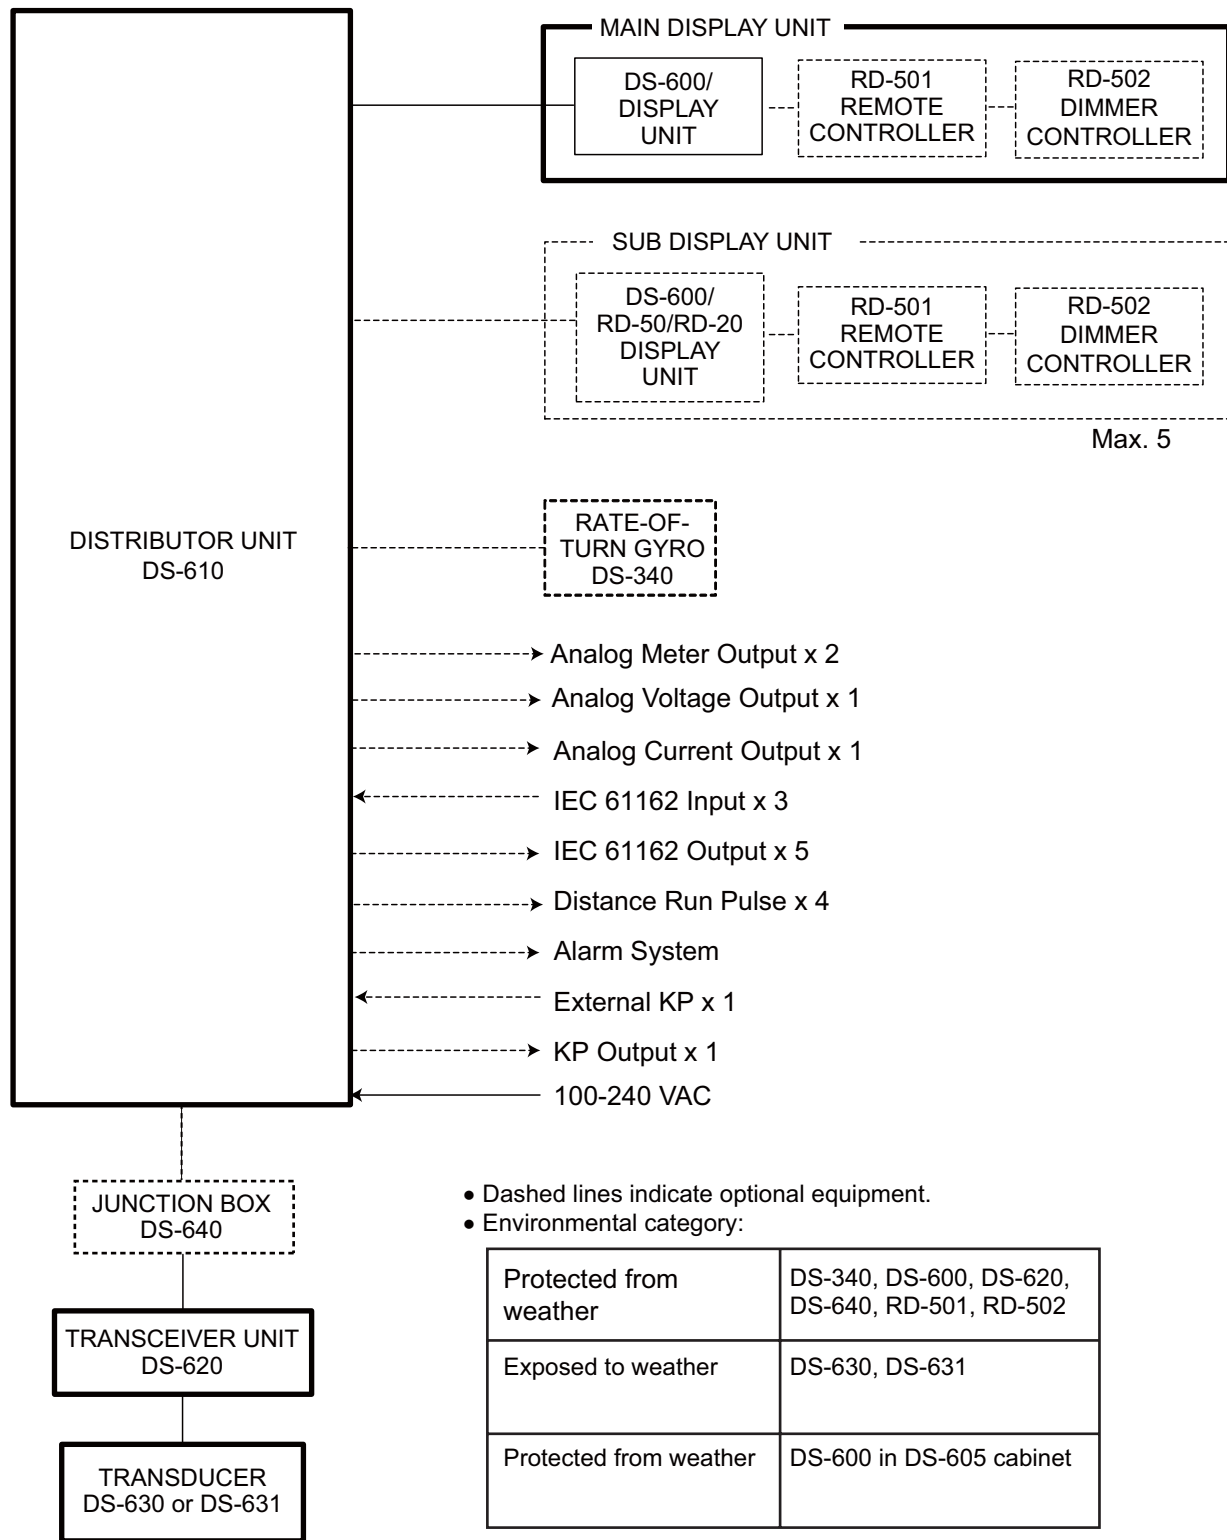 MAIN DISPLAY UNIT
DS-600/
DISPLAY
UNIT
RD-501
REMOTE
CONTROLLER
RD-502
DIMMER
CONTROLLER
SUB DISPLAY UNIT
DS-600/
RD-50/RD-20
DISPLAY
UNIT
RD-501
REMOTE
CONTROLLER
RD-502
DIMMER
CONTROLLER
Max. 5
DISTRIBUTOR UNIT
DS-610
RATE-OF-
TURN GYRO
DS-340
Analog Meter Output x 2
Analog Voltage Output x 1
Analog Current Output x 1
IEC 61162 Input x 3
IEC 61162 Output x 5
Distance Run Pulse x 4
Alarm System
External KP x 1
KP Output x 1
100-240 VAC
JUNCTION BOX
DS-640
TRANSCEIVER UNIT
DS-620
TRANSDUCER
DS-630 or DS-631
● Dashed lines indicate optional equipment.
● Environmental category:
Protected from
weather
DS-340, DS-600, DS-620,
DS-640, RD-501, RD-502
Exposed to weather
DS-630, DS-631
Protected from weather
DS-600 in DS-605 cabinet